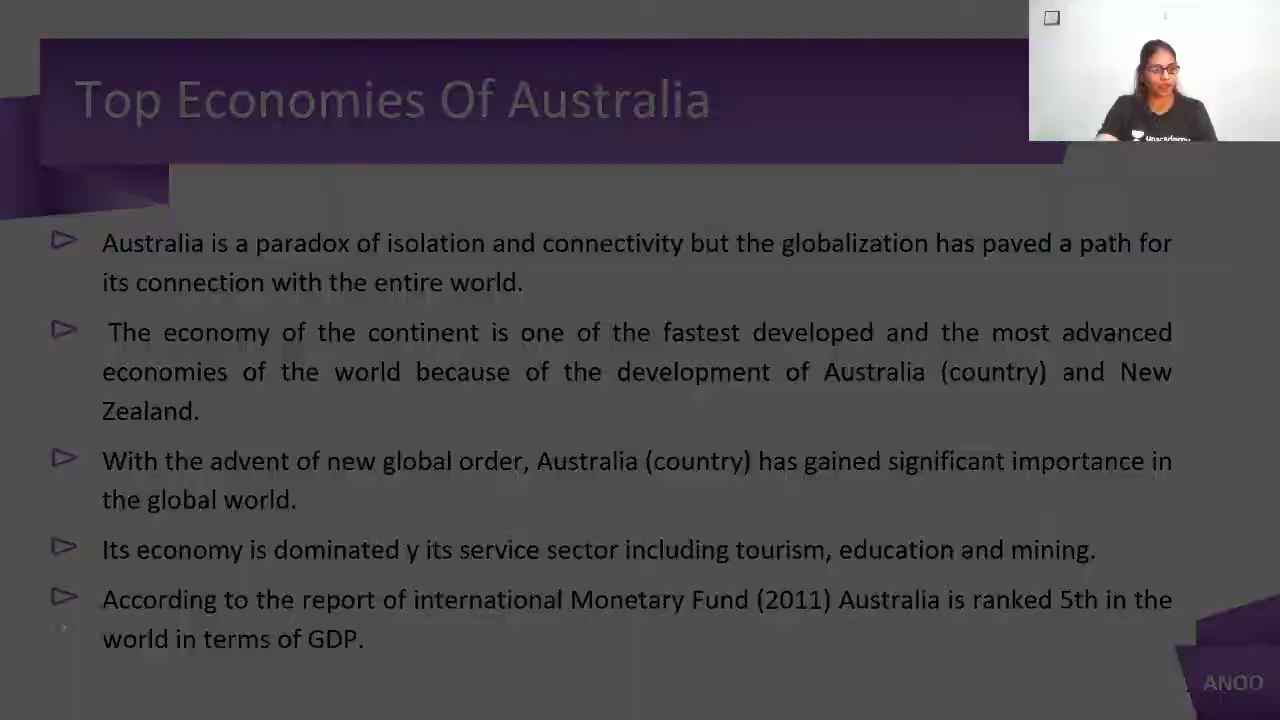 Top Economies Of Australia
Australia is a paradox of isolation and connectivity but the globalization has paved a path for
its connection with the entire world.
The economy of the continent is one of the fastest developed and the most advanced
economies of the world because of the development of Australia (country) and New
Zealand.
With the advent of new global order, Australia (country) has gained significant importance in
the global world.
Its economy is dominated y its service sector including tourism, education and mining.
According to the report of international Monetary Fund (2011) Australia is ranked 5th in the
world in terms of GDP.
unacademy